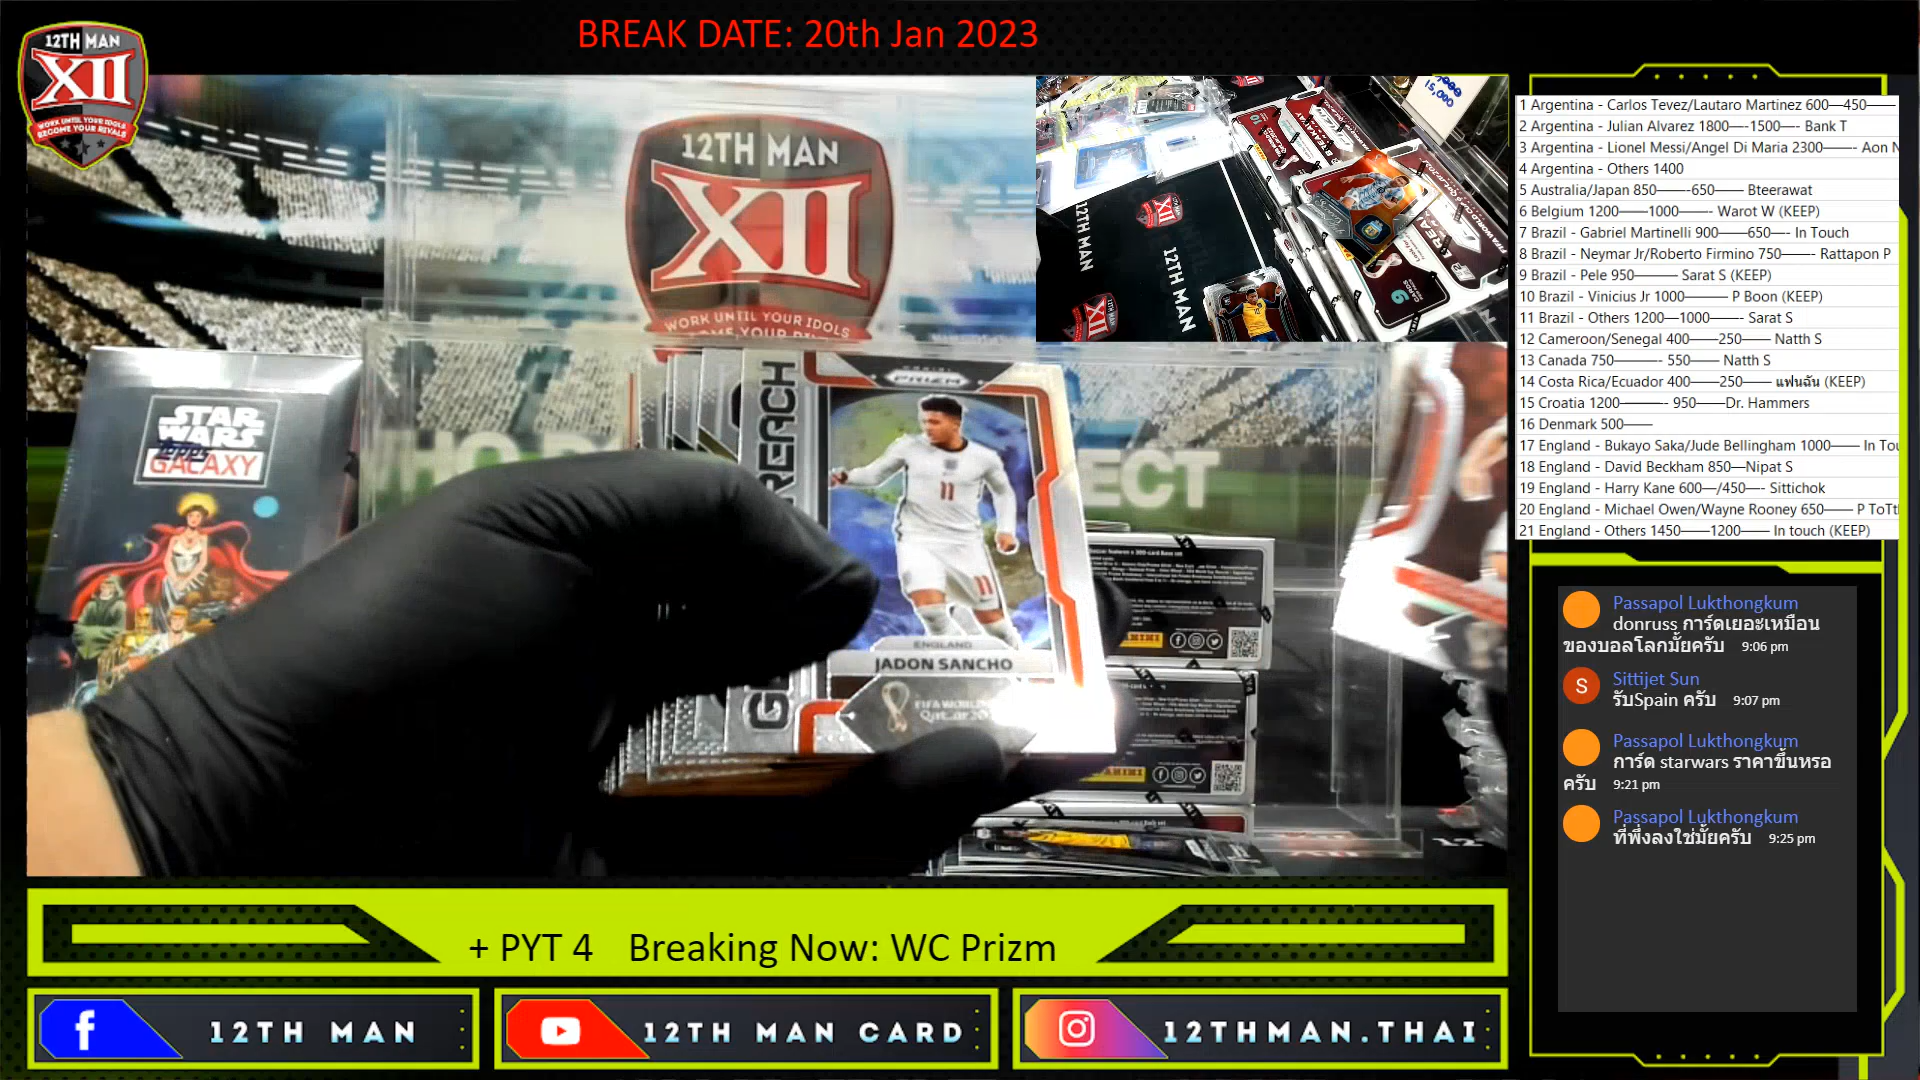 BREAK DATE: 20th Jan 2023
12TH MAN
XII
WORK UNTIL YOUR IDOLS
BECOME YOUR RIVALS
12TH MAN
XII
WORK UNTIL YOUR IDOLS
STAR
WARS
topps
GALAXY
PRIZM
ENGLAND
JADON SANCHO
FIFA WORLD
REACH
ECT
PANINI
PANINI
15,000
12TH MAN
12TH MAN
XII
1 Argentina - Carlos Tevez/Lautaro Martinez 600—450——
2 Argentina - Julian Alvarez 1800—-1500—- Bank T
3 Argentina - Lionel Messi/Angel Di Maria 2300——- Aon N
4 Argentina - Others 1400
5 Australia/Japan 850——-650—— Bteerawat
6 Belgium 1200——1000——- Warot W (KEEP)
7 Brazil - Gabriel Martinelli 900——650—- In Touch
8 Brazil - Neymar Jr/Roberto Firmino 750——- Rattapon P
9 Brazil - Pele 950——— Sarat S (KEEP)
10 Brazil - Vinicius Jr 1000——— P Boon (KEEP)
11 Brazil - Others 1200—1000——- Sarat S
12 Cameroon/Senegal 400——250—— Natth S
13 Canada 750———- 550—— Natth S
14 Costa Rica/Ecuador 400——250—— แฟนฉัน (KEEP)
15 Croatia 1200———- 950——Dr. Hammers
16 Denmark 500——
17 England - Bukayo Saka/Jude Bellingham 1000—— In Tou
18 England - David Beckham 850—Nipat S
19 England - Harry Kane 600—/450—- Sittichok
20 England - Michael Owen/Wayne Rooney 650—— P ToTt
21 England - Others 1450——1200—— In touch (KEEP)
Passapol Lukthongkum
donruss การ์ดเยอะเหมือน
ของบอลโลกมั้ยครับ 9:06 pm
S
Sittijet Sun
รับSpain ครับ 9:07 pm
Passapol Lukthongkum
การ์ด starwars ราคาขึ้นหรอ
ครับ 9:21 pm
Passapol Lukthongkum
ที่พึ่งลงใช่มั้ยครับ 9:25 pm
+ PYT 4 Breaking Now: WC Prizm
12TH MAN
12TH MAN CARD
12THMAN.THAI